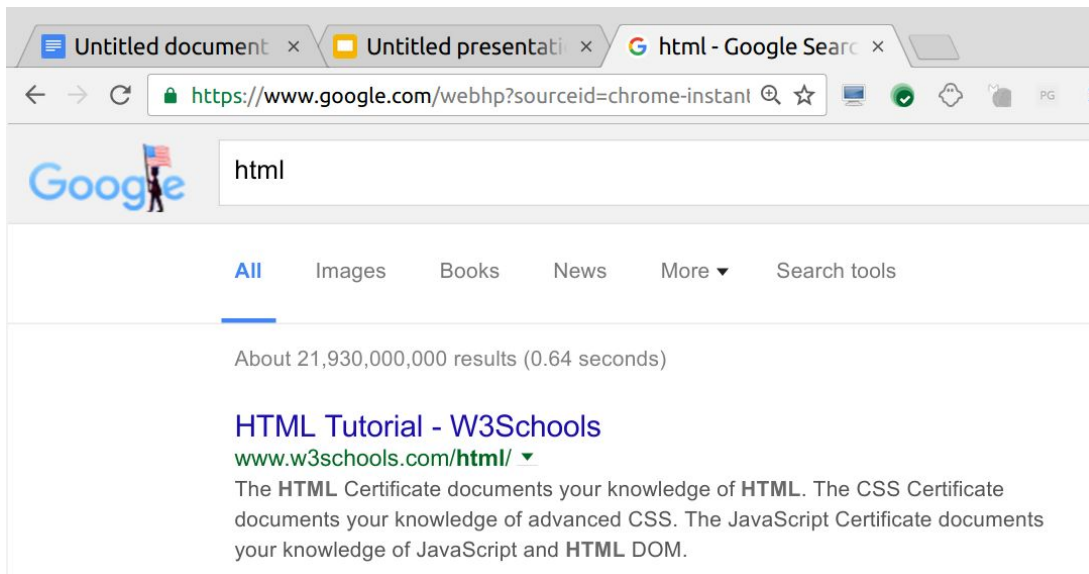 Untitled document × Untitled presentati × G html - Google Searc ×
https://www.google.com/webhp?sourceid=chrome-instant PG
Google html
All Images Books News More ▾ Search tools
About 21,930,000,000 results (0.64 seconds)
HTML Tutorial - W3Schools
www.w3schools.com/html/ ▾
The HTML Certificate documents your knowledge of HTML. The CSS Certificate
documents your knowledge of advanced CSS. The JavaScript Certificate documents
your knowledge of JavaScript and HTML DOM.